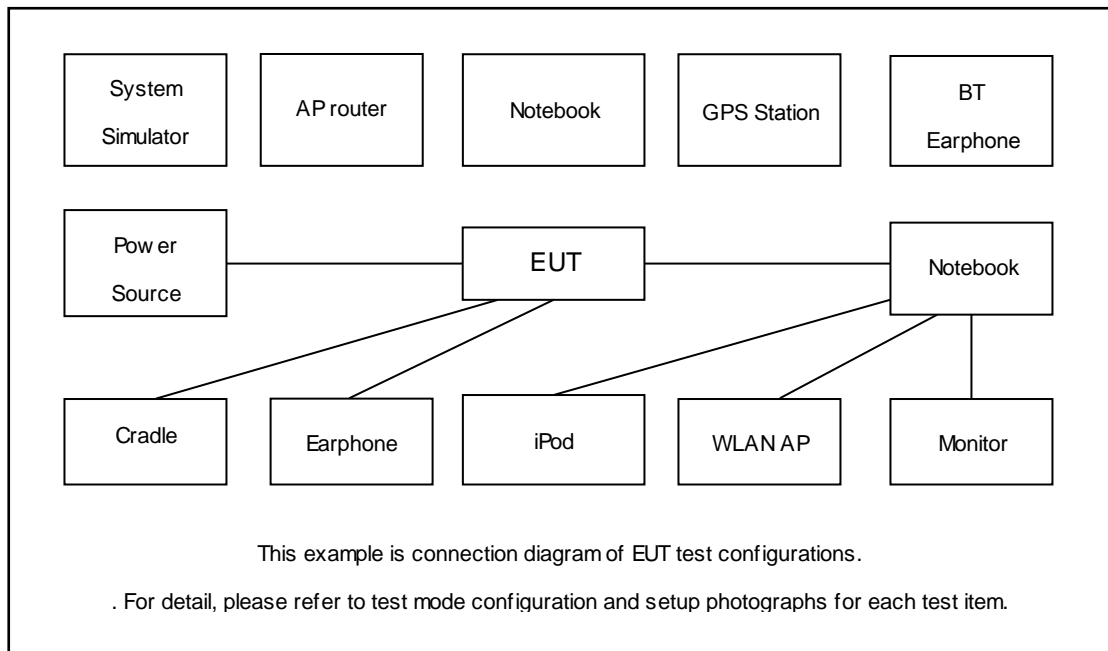 System
Simulator
AP router
Notebook
GPS Station
BT
Earphone
Power
Source
EUT
Notebook
Cradle
Earphone
iPod
WLAN AP
Monitor
This example is connection diagram of EUT test configurations.
. For detail, please refer to test mode configuration and setup photographs for each test item.